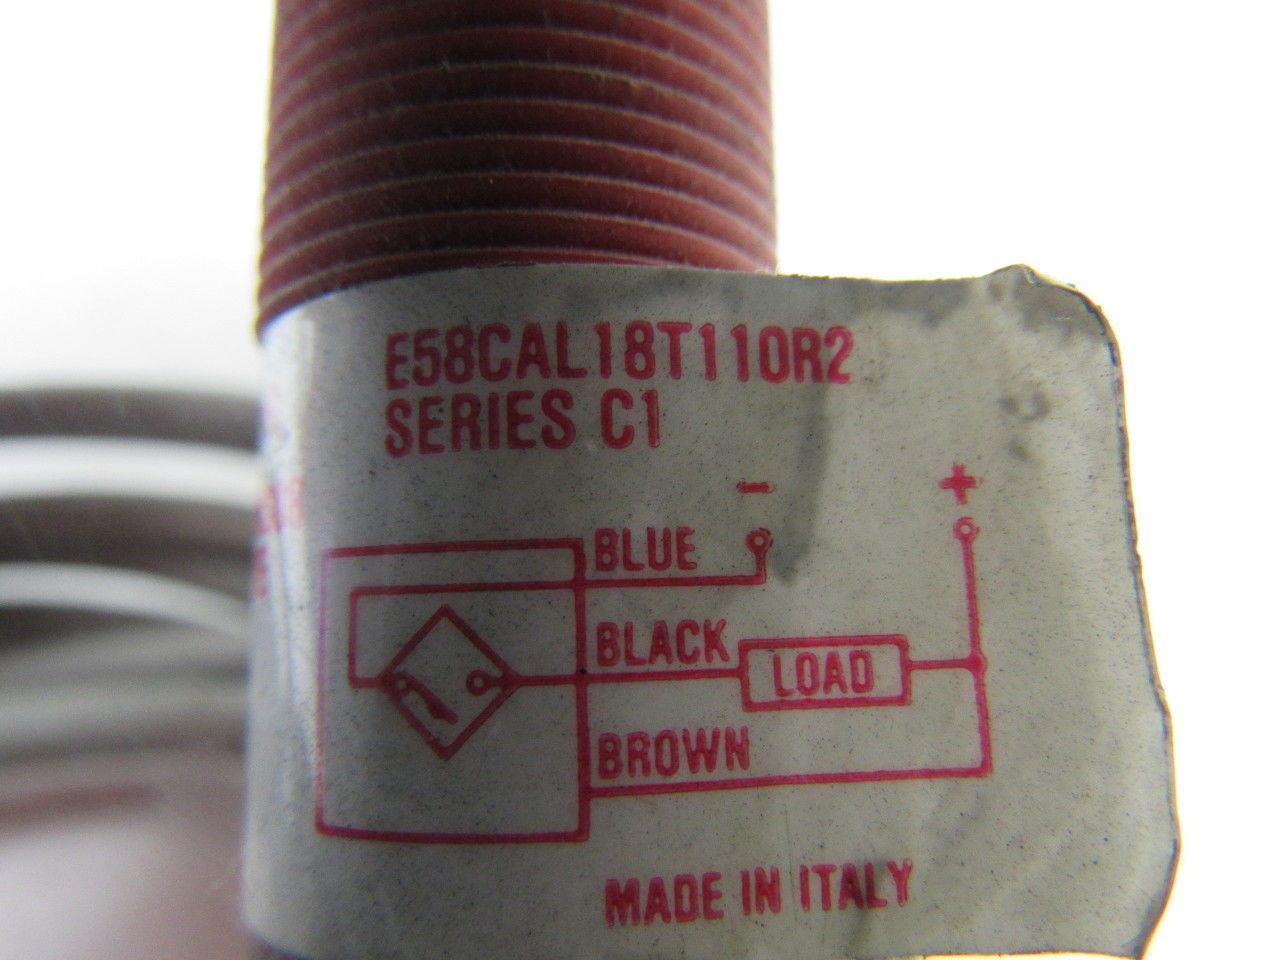 E58CAL18T110R2
SERIES C1
- +
BLUE
BLACK
LOAD
BROWN
MADE IN ITALY